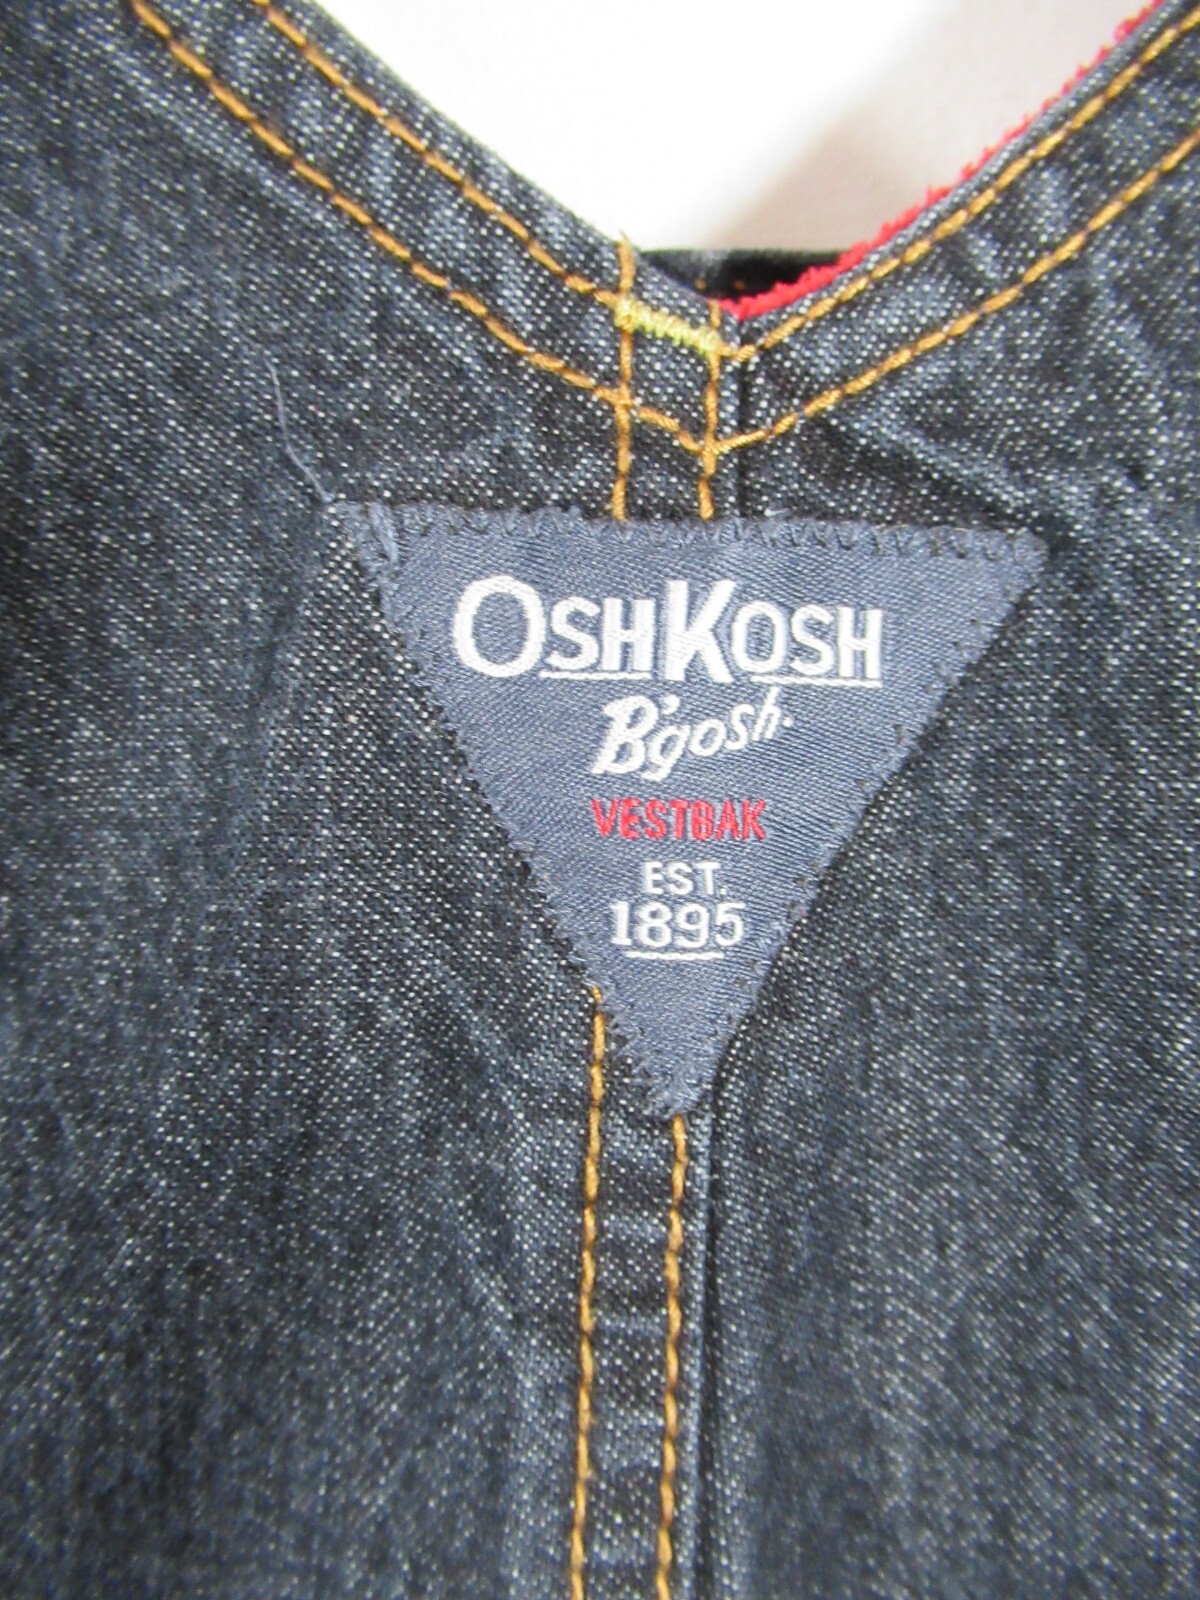 OSHKOSH
B'gosh.
VESTBAK
EST.
1895